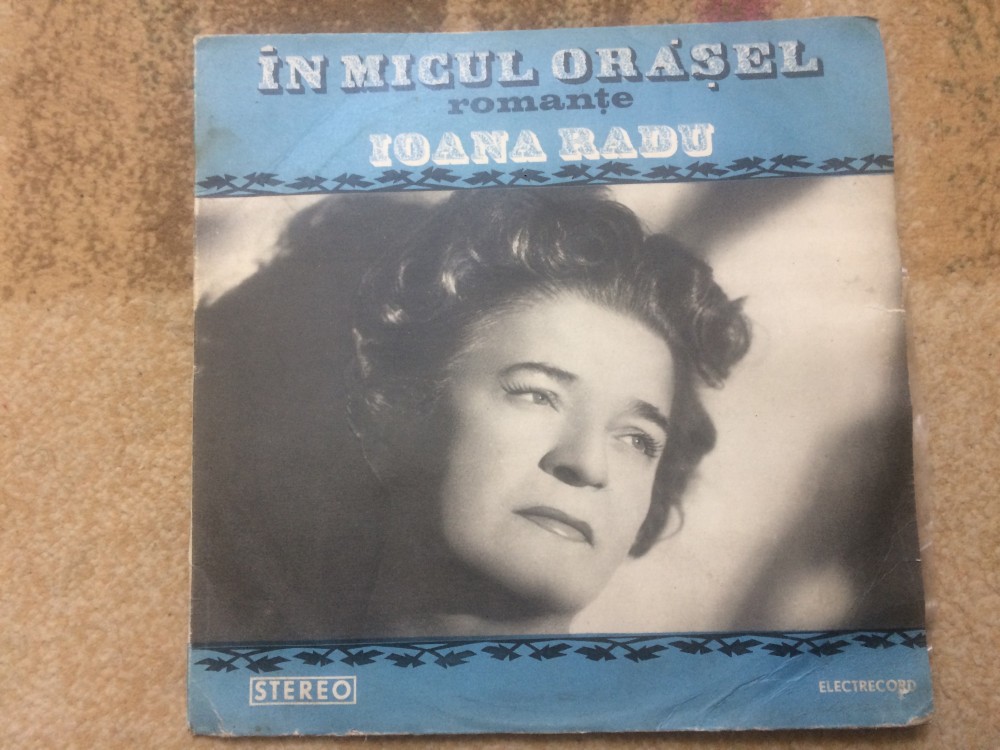 ÎN MICUL ORĂȘEL
romanțe
IOANA RADU
STEREO
ELECTRECORD